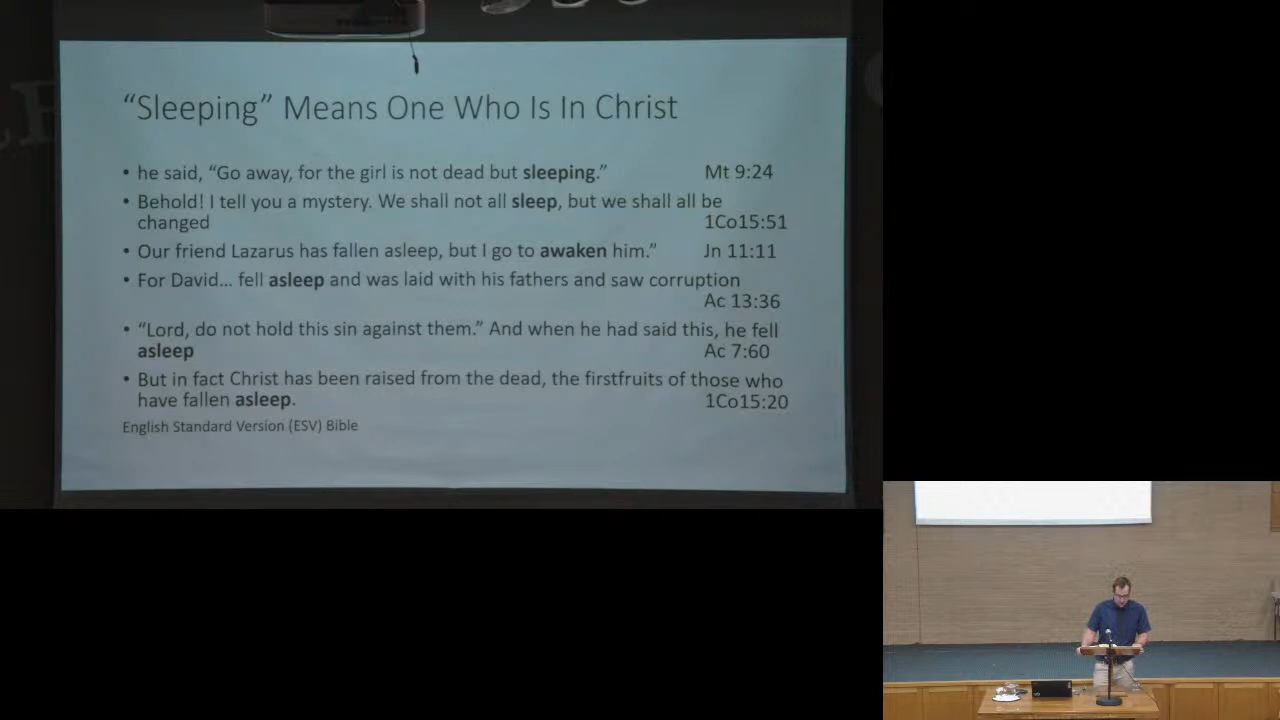 “Sleeping” Means One Who Is In Christ
• he said, “Go away, for the girl is not dead but sleeping.” Mt 9:24
• Behold! I tell you a mystery. We shall not all sleep, but we shall all be
changed 1Co15:51
• Our friend Lazarus has fallen asleep, but I go to awaken him.” Jn 11:11
• For David... fell asleep and was laid with his fathers and saw corruption
Ac 13:36
• “Lord, do not hold this sin against them.” And when he had said this, he fell
asleep Ac 7:60
• But in fact Christ has been raised from the dead, the firstfruits of those who
have fallen asleep. 1Co15:20
English Standard Version (ESV) Bible